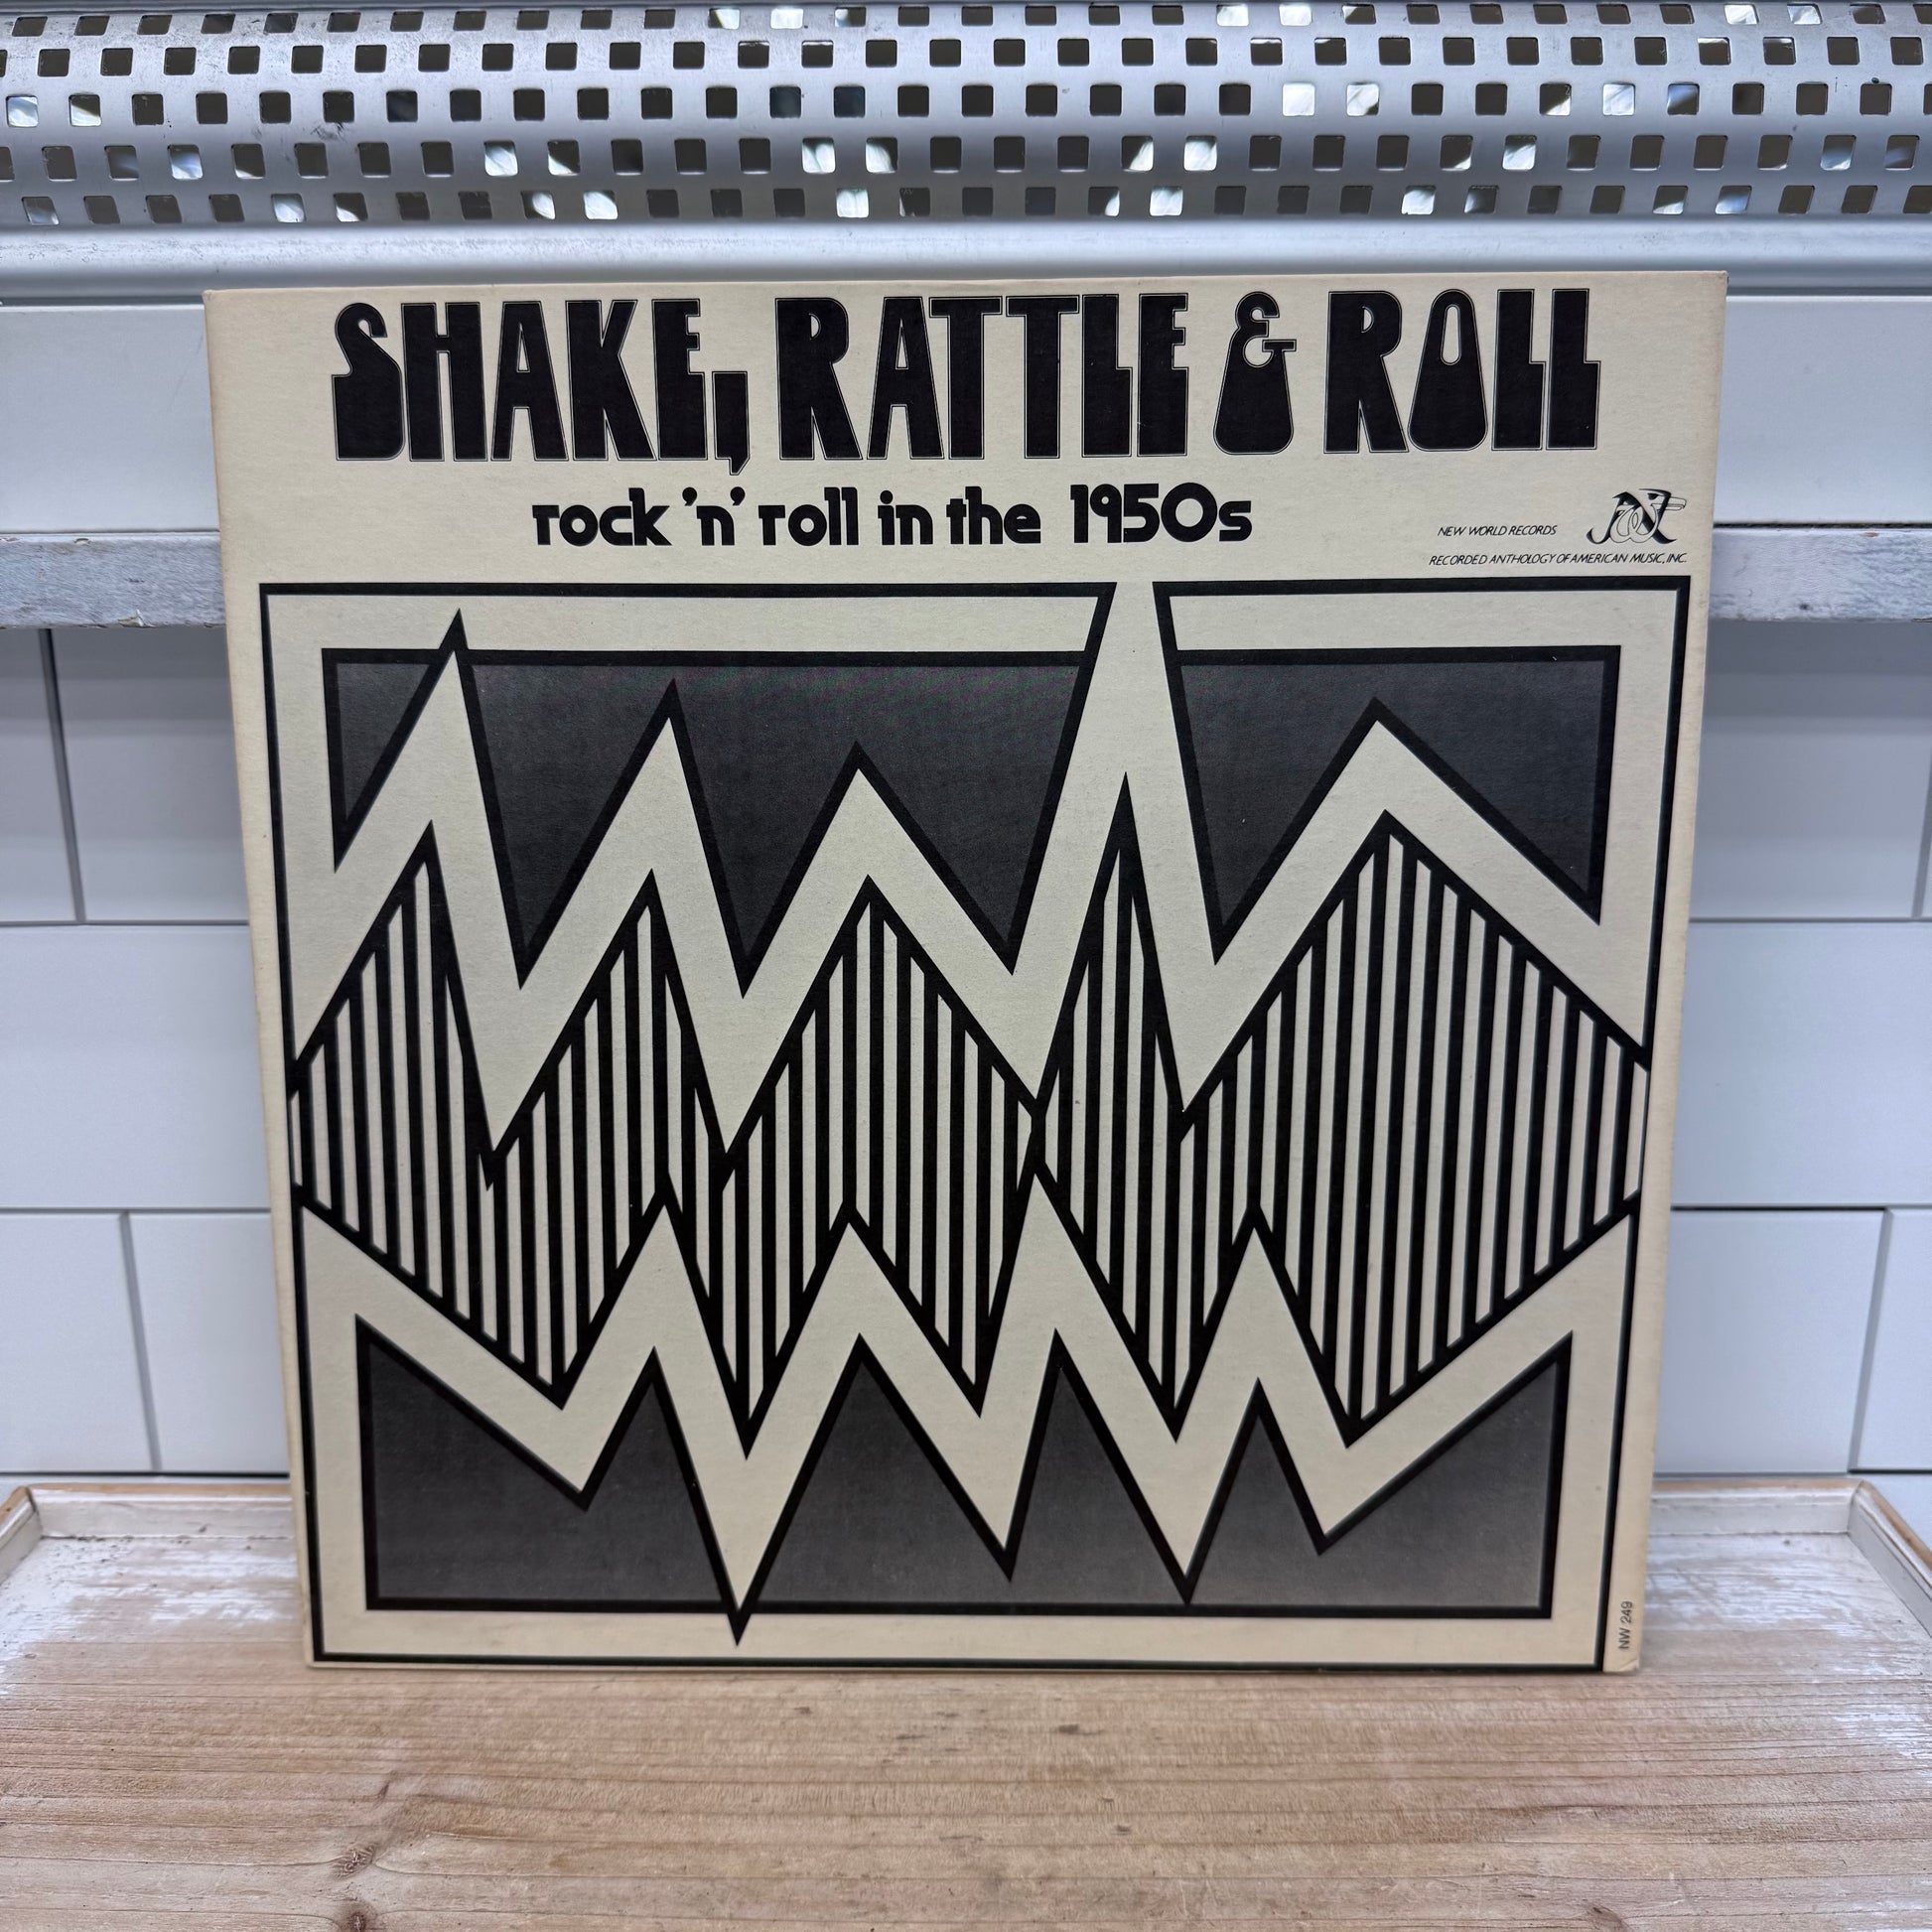 SHAKE, RATTLE & ROLL
rock 'n' roll in the 1950s
NEW WORLD RECORDS
RECORDED ANTHOLOGY OF AMERICAN MUSIC, INC.
NW 249